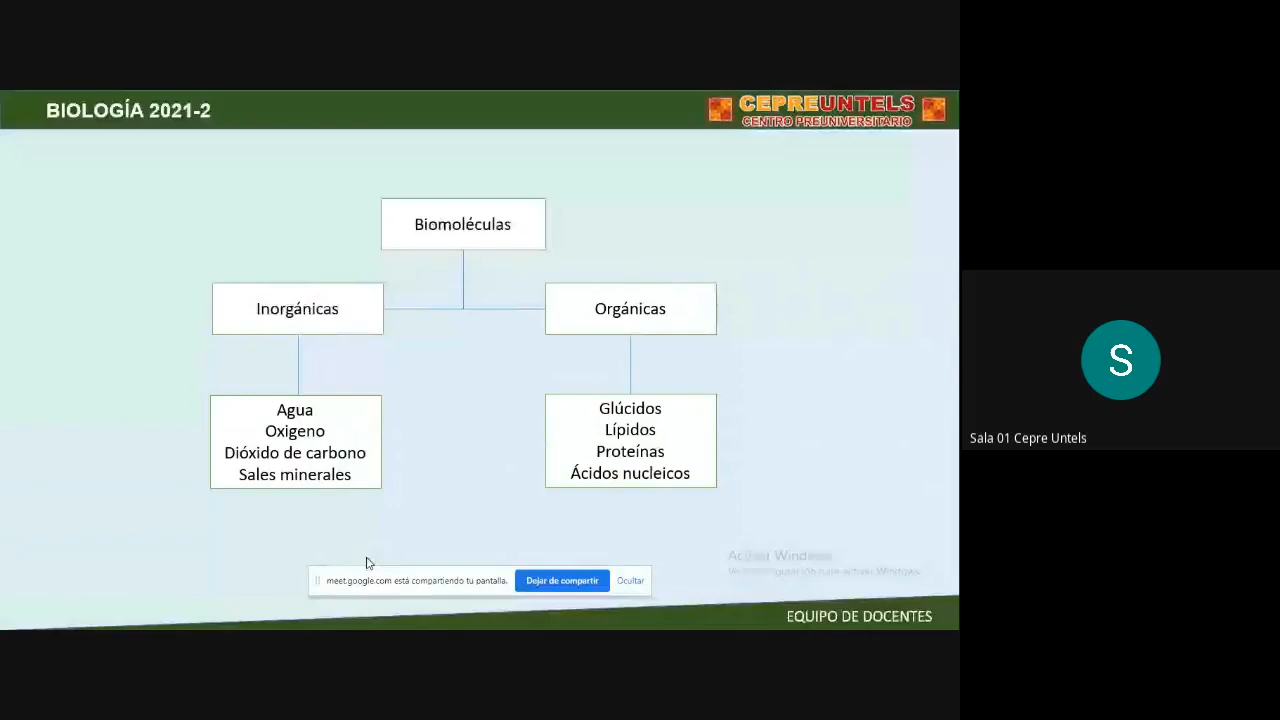 BIOLOGÍA 2021-2
CEPREUNTELS
CENTRO PREUNIVERSITARIO
Biomoléculas
Inorgánicas
Orgánicas
Agua
Oxigeno
Dióxido de carbono
Sales minerales
Glúcidos
Lípidos
Proteínas
Ácidos nucleicos
S
Sala 01 Cepre Untels
Activar Windows
meet.google.com está compartiendo tu pantalla.
Dejar de compartir
Ocultar
EQUIPO DE DOCENTES